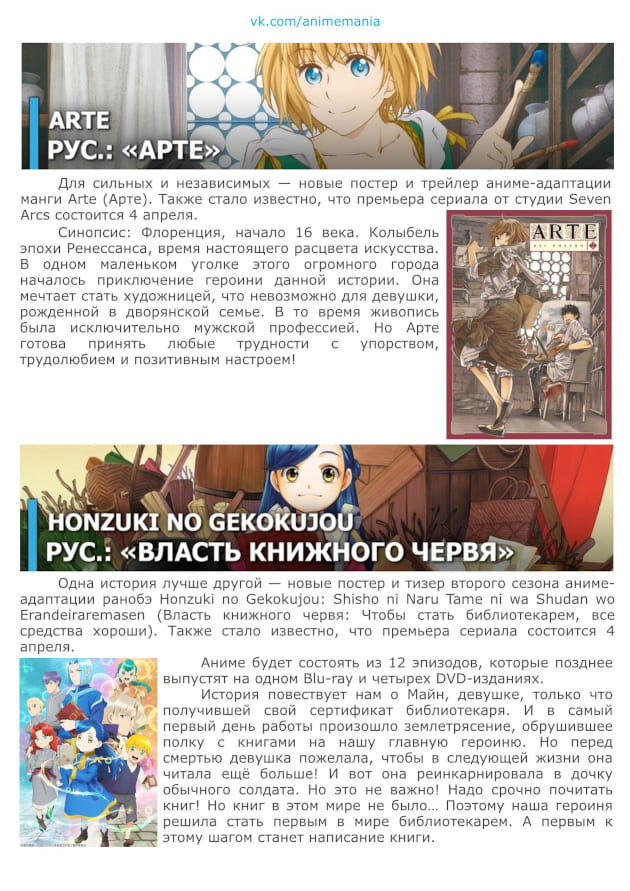 vk.com/animemania
ARTE
РУС.: «АРТЕ»
Для сильных и независимых — новые постер и трейлер аниме-адаптации
манги Arte (Арте). Также стало известно, что премьера сериала от студии Seven
Arcs состоится 4 апреля.
Синопсис: Флоренция, начало 16 века. Колыбель
эпохи Ренессанса, время настоящего расцвета искусства.
В одном маленьком уголке этого огромного города
началось приключение героини данной истории. Она
мечтает стать художницей, что невозможно для девушки,
рожденной в дворянской семье. В то время живопись
была исключительно мужской профессией. Но Арте
готова принять любые трудности с упорством,
трудолюбием и позитивным настроем!
ARTE
HONZUKI NO GEKOKUJOU
РУС.: «ВЛАСТЬ КНИЖНОГО ЧЕРВЯ»
Одна история лучше другой — новые постер и тизер второго сезона аниме-
адаптации ранобэ Honzuki no Gekokujou: Shisho ni Naru Tame ni wa Shudan wo
Erandeiraremasen (Власть книжного червя: Чтобы стать библиотекарем, все
средства хороши). Также стало известно, что премьера сериала состоится 4
апреля.
Аниме будет состоять из 12 эпизодов, которые позднее
выпустят на одном Blu-ray и четырех DVD-изданиях.
История повествует нам о Майн, девушке, только что
получившей свой сертификат библиотекаря. И в самый
первый день работы произошло землетрясение, обрушившее
полку с книгами на нашу главную героиню. Но перед
смертью девушка пожелала, чтобы в следующей жизни она
читала ещё больше! И вот она реинкарнировала в дочку
обычного солдата. Но это не важно! Надо срочно почитать
книг! Но книг в этом мире не было… Поэтому наша героиня
решила стать первым в мире библиотекарем. А первым к
этому шагом станет написание книги.